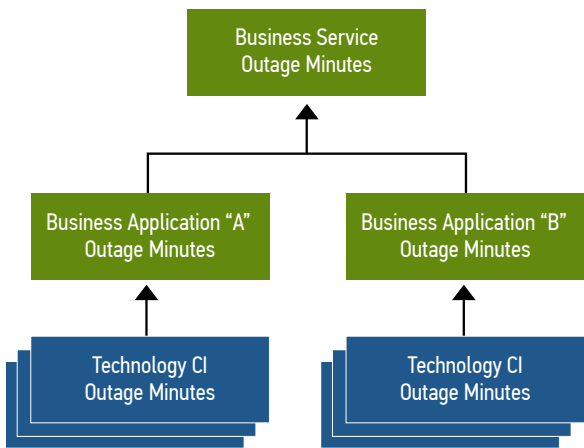 Business Service
Outage Minutes
Business Application “A”
Outage Minutes
Business Application “B”
Outage Minutes
Technology CI
Outage Minutes
Technology CI
Outage Minutes